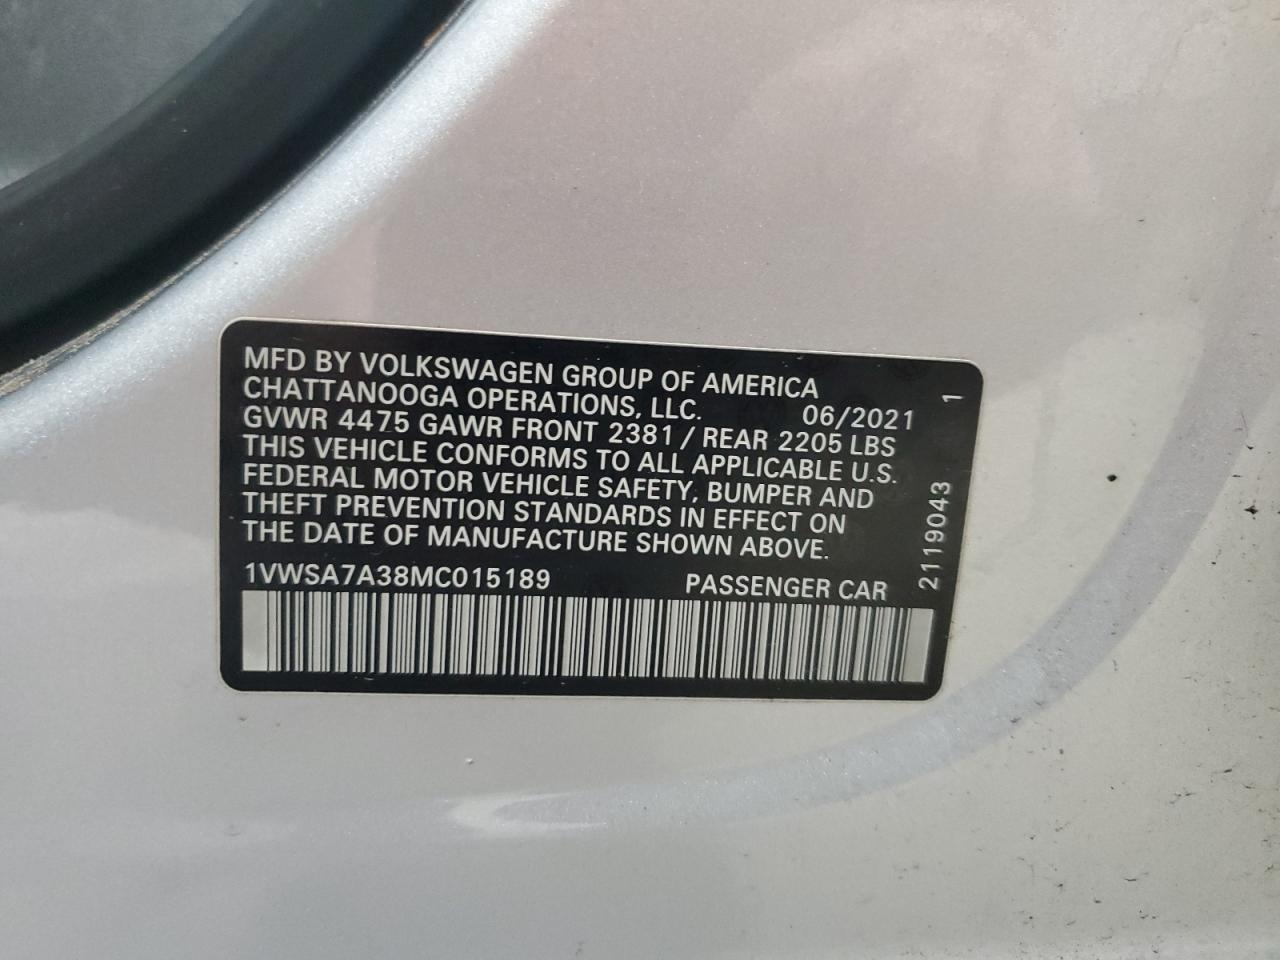 MFD BY VOLKSWAGEN GROUP OF AMERICA
CHATTANOOGA OPERATIONS, LLC. 06/2021
GVWR 4475 GAWR FRONT 2381 / REAR 2205 LBS
THIS VEHICLE CONFORMS TO ALL APPLICABLE U.S.
FEDERAL MOTOR VEHICLE SAFETY, BUMPER AND
THEFT PREVENTION STANDARDS IN EFFECT ON
THE DATE OF MANUFACTURE SHOWN ABOVE.
1VWSA7A38MC015189 PASSENGER CAR
2119043 1